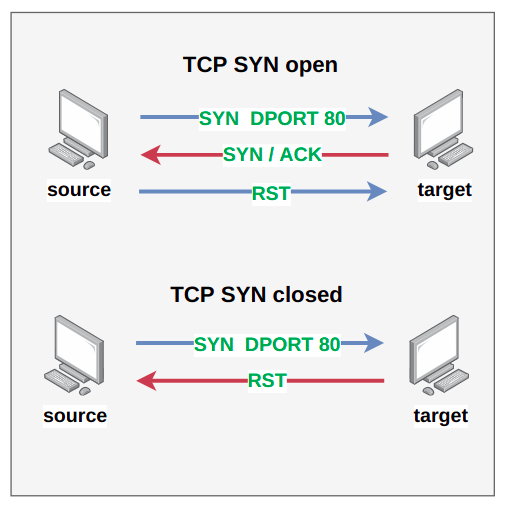 TCP SYN open
SYN DPORT 80
SYN / ACK
RST
source
target
TCP SYN closed
SYN DPORT 80
RST
source
target